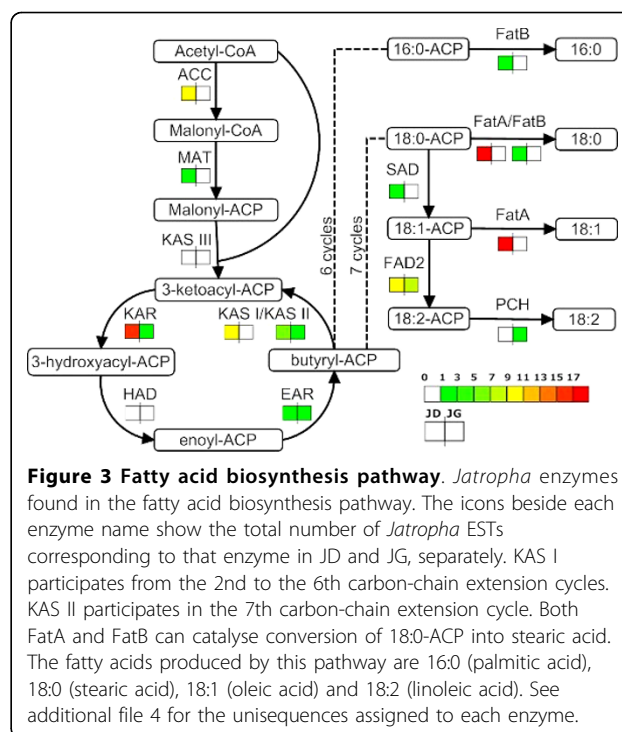 Acetyl-CoA
ACC
Malonyl-CoA
MAT
Malonyl-ACP
KAS III
3-ketoacyl-ACP
KAR
KAS I/KAS II
3-hydroxyacyl-ACP
butyryl-ACP
HAD
EAR
enoyl-ACP
6 cycles
7 cycles
16:0-ACP
FatB
16:0
18:0-ACP
FatA/FatB
18:0
SAD
18:1-ACP
FatA
18:1
FAD2
18:2-ACP
PCH
18:2
0 1 3 5 7 9 11 13 15 17
JD JG
Figure 3 Fatty acid biosynthesis pathway. Jatropha enzymes
found in the fatty acid biosynthesis pathway. The icons beside each
enzyme name show the total number of Jatropha ESTs
corresponding to that enzyme in JD and JG, separately. KAS I
participates from the 2nd to the 6th carbon-chain extension cycles.
KAS II participates in the 7th carbon-chain extension cycle. Both
FatA and FatB can catalyse conversion of 18:0-ACP into stearic acid.
The fatty acids produced by this pathway are 16:0 (palmitic acid),
18:0 (stearic acid), 18:1 (oleic acid) and 18:2 (linoleic acid). See
additional file 4 for the unisequences assigned to each enzyme.